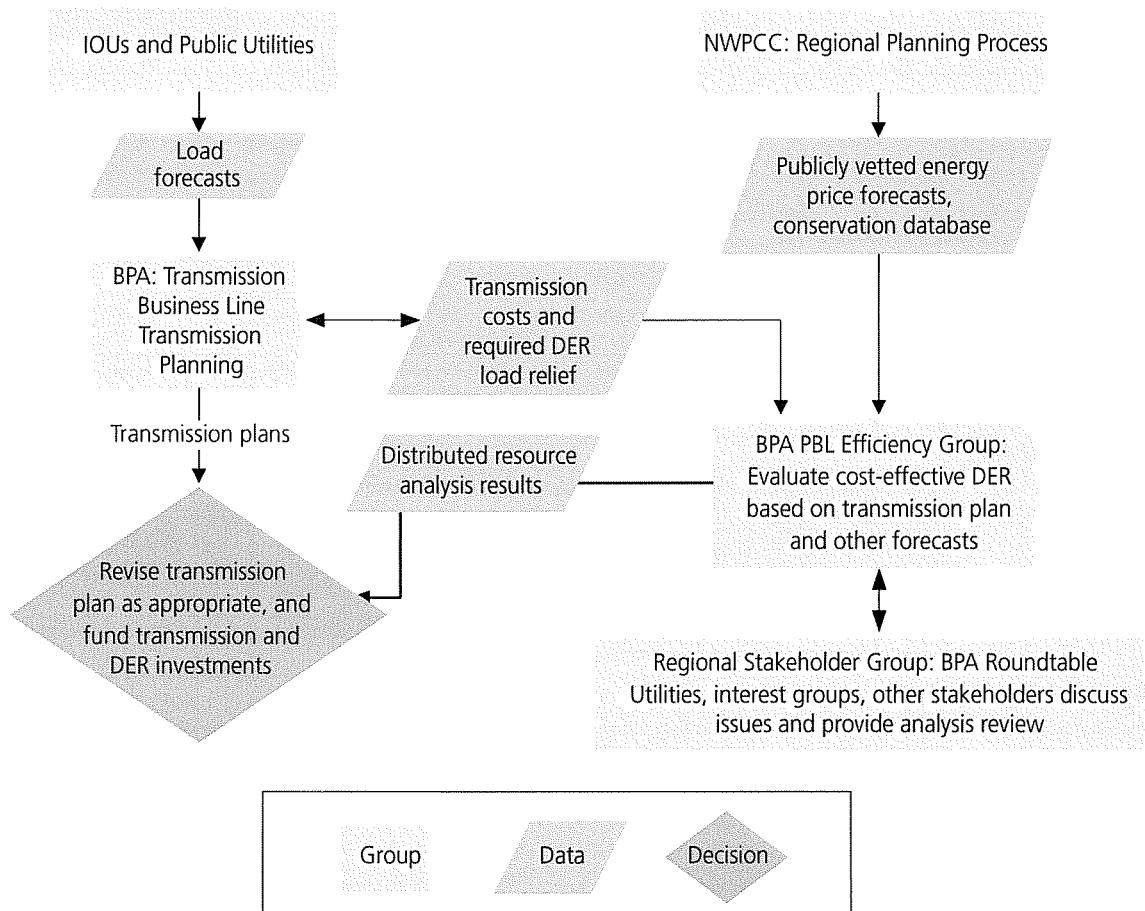 IOUs and Public Utilities
NWPCC: Regional Planning Process
Load
forecasts
Publicly vetted energy
price forecasts,
conservation database
BPA: Transmission
Business Line
Transmission
Planning
Transmission
costs and
required DER
load relief
Transmission plans
Distributed resource
analysis results
BPA PBL Efficiency Group:
Evaluate cost-effective DER
based on transmission plan
and other forecasts
Revise transmission
plan as appropriate, and
fund transmission and
DER investments
Regional Stakeholder Group: BPA Roundtable
Utilities, interest groups, other stakeholders discuss
issues and provide analysis review
Group
Data
Decision